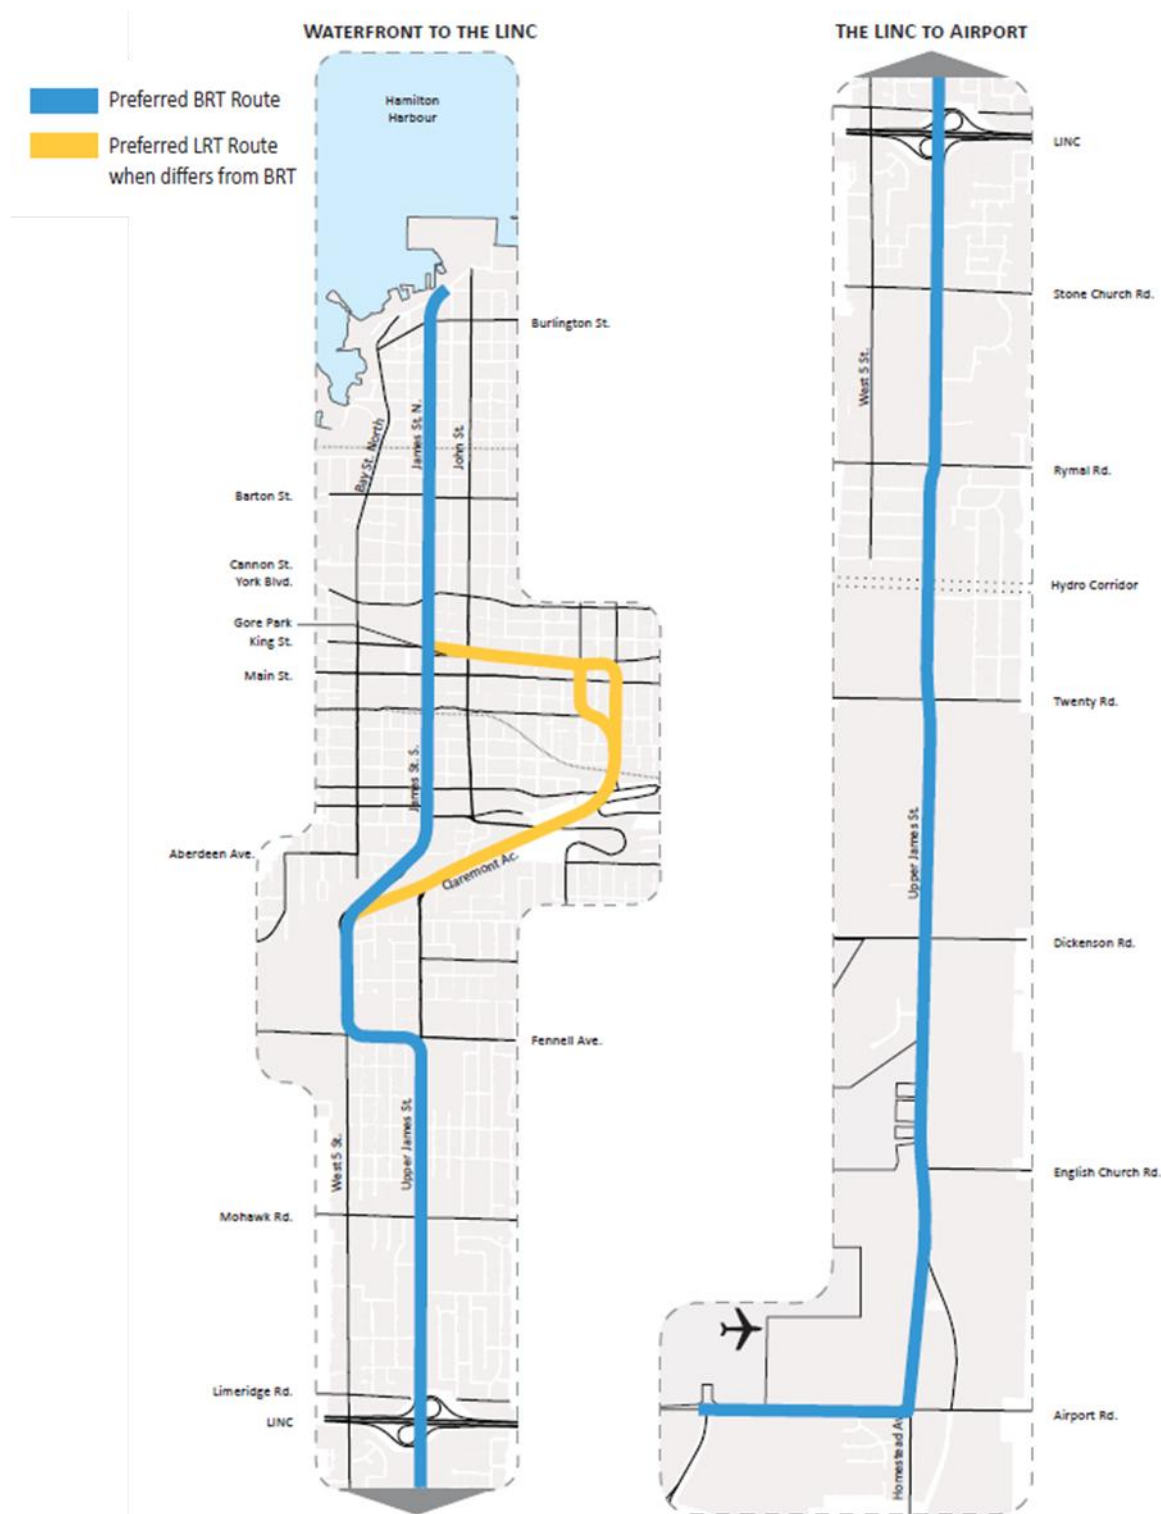 WATERFRONT TO THE LINC
THE LINC TO AIRPORT
Preferred BRT Route
Preferred LRT Route
when differs from BRT
Hamilton
Harbour
Burlington St.
Bay St. North
James St. N.
John St.
Barton St.
Cannon St.
York Blvd.
Gore Park
King St.
Main St.
James St. S.
Aberdeen Ave.
Claremont Ac.
Fennell Ave.
West 5 St.
Upper James St.
Mohawk Rd.
Limeridge Rd.
LINC
LINC
Stone Church Rd.
West 5 St.
Rymal Rd.
Hydro Corridor
Twenty Rd.
Upper James St.
Dickenson Rd.
English Church Rd.
Airport Rd.
Homestead Av